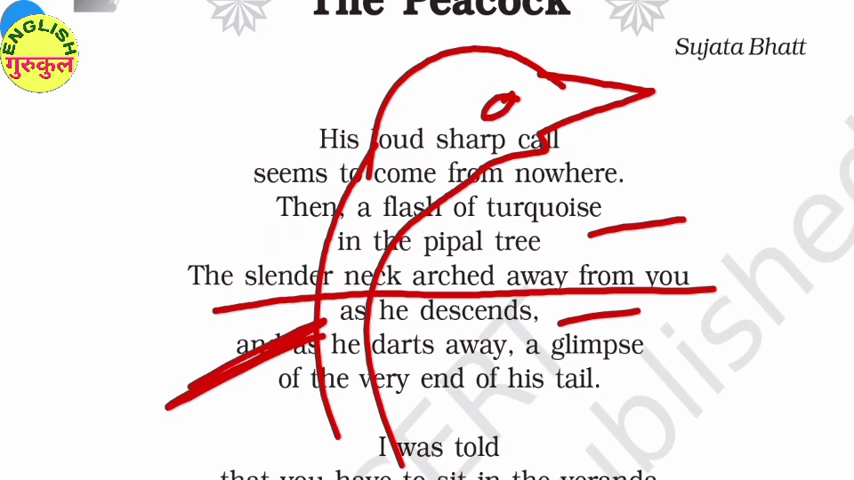 The Peacock
ENGLISH
गुरुकुल
Sujata Bhatt
His loud sharp call
seems to come from nowhere.
Then, a flash of turquoise
in the pipal tree
The slender neck arched away from you
as he descends,
and as he darts away, a glimpse
of the very end of his tail.
I was told
that you have to sit in the veranda